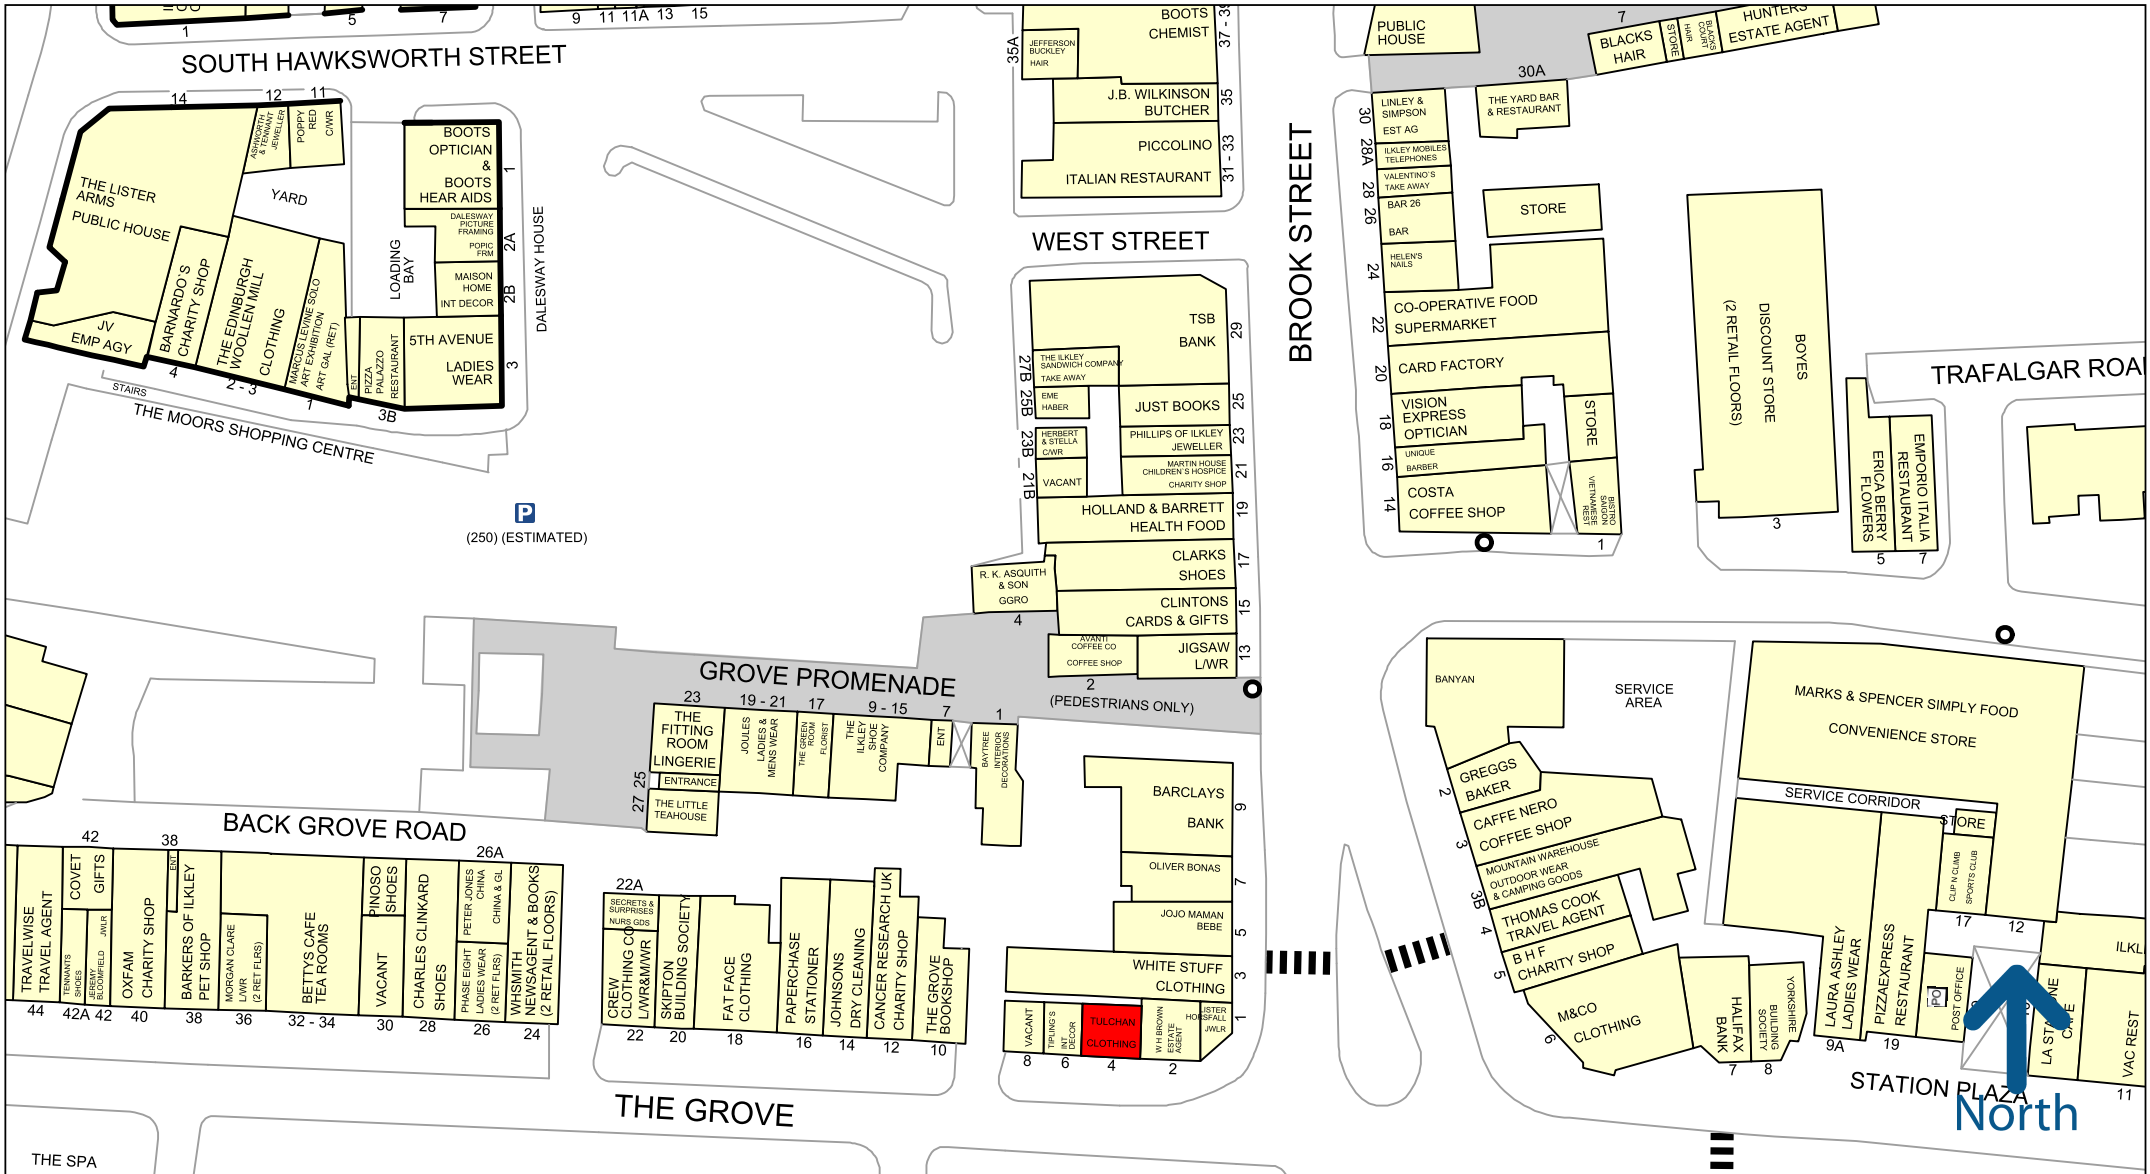 1
5
7
9
11
11A
13
15
SOUTH HAWKSWORTH STREET
14
12
11
ASHWORTH
& TENNANT
JEWELLER
POPPY
RED
C/WR
THE LISTER
ARMS
PUBLIC HOUSE
YARD
BOOTS
OPTICIAN
&
BOOTS
HEAR AIDS
1
DALESWAY
PICTURE
FRAMING
POPIC
FRM
2A
MAISON
HOME
INT DECOR
2B
DALESWAY HOUSE
LOADING
BAY
5TH AVENUE
LADIES
WEAR
3
JV
EMP AGY
BARNARDO'S
CHARITY SHOP
4
THE EDINBURGH
WOOLLEN MILL
CLOTHING
2 - 3
MARCUS LEVINE SOLO
ART EXHIBITION
ART GAL (RET)
1
ENT
PIZZA
PALAZZO
RESTAURANT
3B
STAIRS
THE MOORS SHOPPING CENTRE
P
(250) (ESTIMATED)
BOOTS
CHEMIST
37 - 39
35A
JEFFERSON
BUCKLEY
HAIR
J.B. WILKINSON
BUTCHER
35
PICCOLINO
ITALIAN RESTAURANT
31 - 33
WEST STREET
BROOK STREET
TSB
BANK
29
THE ILKLEY
SANDWICH COMPANY
TAKE AWAY
27B
EME
HABER
25B
JUST BOOKS
25
HERBERT
& STELLA
C/WR
23B
PHILLIPS OF ILKLEY
JEWELLER
23
VACANT
21B
MARTIN HOUSE
CHILDREN'S HOSPICE
CHARITY SHOP
21
HOLLAND & BARRETT
HEALTH FOOD
19
CLARKS
SHOES
17
R. K. ASQUITH
& SON
GGRO
4
CLINTONS
CARDS & GIFTS
15
AVANTI
COFFEE CO
COFFEE SHOP
2
JIGSAW
L/WR
13
(PEDESTRIANS ONLY)
PUBLIC
HOUSE
7
BLACKS
HAIR
STORE
BLACKS
COURT
HAIR
HUNTERS
ESTATE AGENT
30A
THE YARD BAR
& RESTAURANT
LINLEY &
SIMPSON
EST AG
30
ILKLEY MOBILES
TELEPHONES
28A
VALENTINO'S
TAKE AWAY
28
BAR 26
BAR
26
HELEN'S
NAILS
24
STORE
CO-OPERATIVE FOOD
SUPERMARKET
22
CARD FACTORY
20
VISION
EXPRESS
OPTICIAN
18
STORE
UNIQUE
BARBER
16
COSTA
COFFEE SHOP
14
BISTRO
SAIGON
VIETNAMESE
REST
1
BOYES
DISCOUNT STORE
(2 RETAIL FLOORS)
3
TRAFALGAR ROAD
ERICA BERRY
FLOWERS
5
EMPORIO ITALIA
RESTAURANT
7
GROVE PROMENADE
23
THE
FITTING
ROOM
LINGERIE
19 - 21
JOULES
LADIES &
MENS WEAR
17
THE GREEN
ROOM
FLORIST
9 - 15
THE
ILKLEY
SHOE
COMPANY
7
ENT
1
BAYTREE
INTERIOR
DECORATIONS
25
ENTRANCE
27
THE LITTLE
TEAHOUSE
BARCLAYS
BANK
9
OLIVER BONAS
7
JOJO MAMAN
BEBE
5
WHITE STUFF
CLOTHING
3
VACANT
8
TIPLING'S
INT
DECOR
6
TULCHAN
CLOTHING
4
W H BROWN
ESTATE
AGENT
2
LISTER
HORSFALL
JWLR
1
BACK GROVE ROAD
TRAVELWISE
TRAVEL AGENT
44
42
COVET
GIFTS
TENNANTS
SHOES
42A
JEREMY
BLOOMFIELD
JWLR
42
OXFAM
CHARITY SHOP
40
38
ENT
BARKERS OF ILKLEY
PET SHOP
38
MORGAN CLARE
L/WR
(2 RET FLRS)
36
BETTYS CAFE
TEA ROOMS
32 - 34
PINOSO
SHOES
VACANT
30
CHARLES CLINKARD
SHOES
28
26A
PETER JONES
CHINA
CHINA & GL
PHASE EIGHT
LADIES WEAR
(2 RET FLRS)
26
WHSMITH
NEWSAGENT & BOOKS
(2 RETAIL FLOORS)
24
22A
SECRETS &
SURPRISES
NURS GDS
CREW
CLOTHING CO
L/WR&M/WR
22
SKIPTON
BUILDING SOCIETY
20
FAT FACE
CLOTHING
18
PAPERCHASE
STATIONER
16
JOHNSONS
DRY CLEANING
14
CANCER RESEARCH UK
CHARITY SHOP
12
THE GROVE
BOOKSHOP
10
THE GROVE
THE SPA
BANYAN
SERVICE
AREA
GREGGS
BAKER
2
CAFFE NERO
COFFEE SHOP
3
MOUNTAIN WAREHOUSE
OUTDOOR WEAR
& CAMPING GOODS
3B
THOMAS COOK
TRAVEL AGENT
4
B H F
CHARITY SHOP
5
M&CO
CLOTHING
6
HALIFAX
BANK
7
YORKSHIRE
BUILDING
SOCIETY
8
MARKS & SPENCER SIMPLY FOOD
CONVENIENCE STORE
SERVICE CORRIDOR
STORE
CLIP N CLIMB
SPORTS CLUB
17
12
LAURA ASHLEY
LADIES WEAR
9A
PIZZAEXPRESS
RESTAURANT
19
PO
POST OFFICE
CAFE
VAC REST
11
STATION PLAZA
North